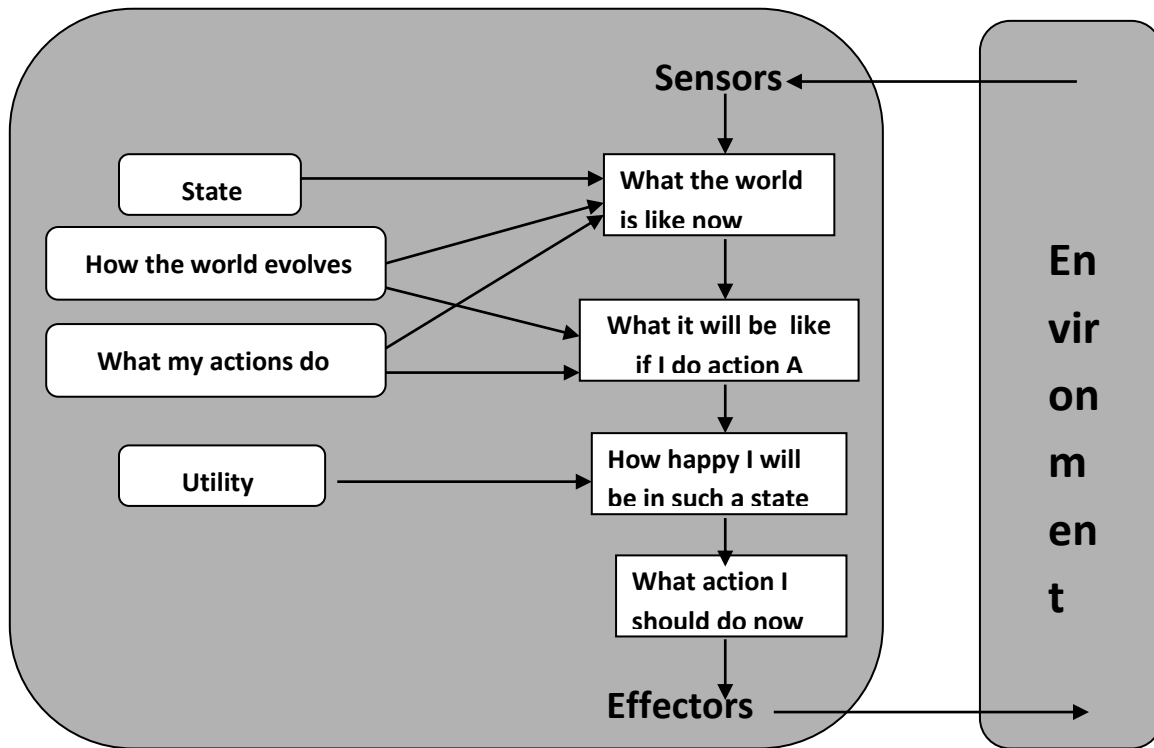 Sensors
State
What the world
is like now
How the world evolves
What it will be like
if I do action A
What my actions do
How happy I will
be in such a state
Utility
What action I
should do now
Effectors
En
vir
on
m
en
t